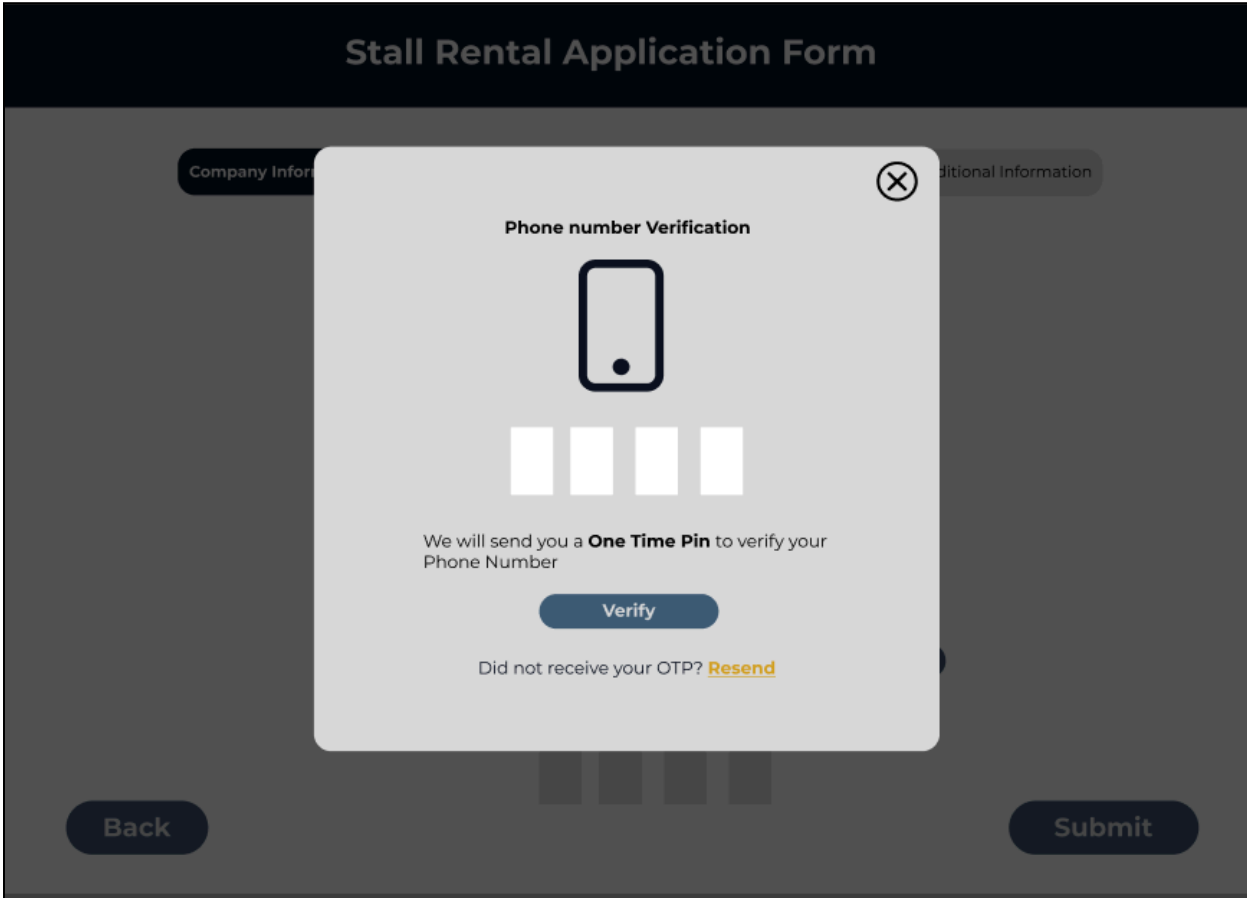 Stall Rental Application Form
Company Infor
ditional Information
Phone number Verification
We will send you a One Time Pin to verify your
Phone Number
Verify
Did not receive your OTP? Resend
Back
Submit